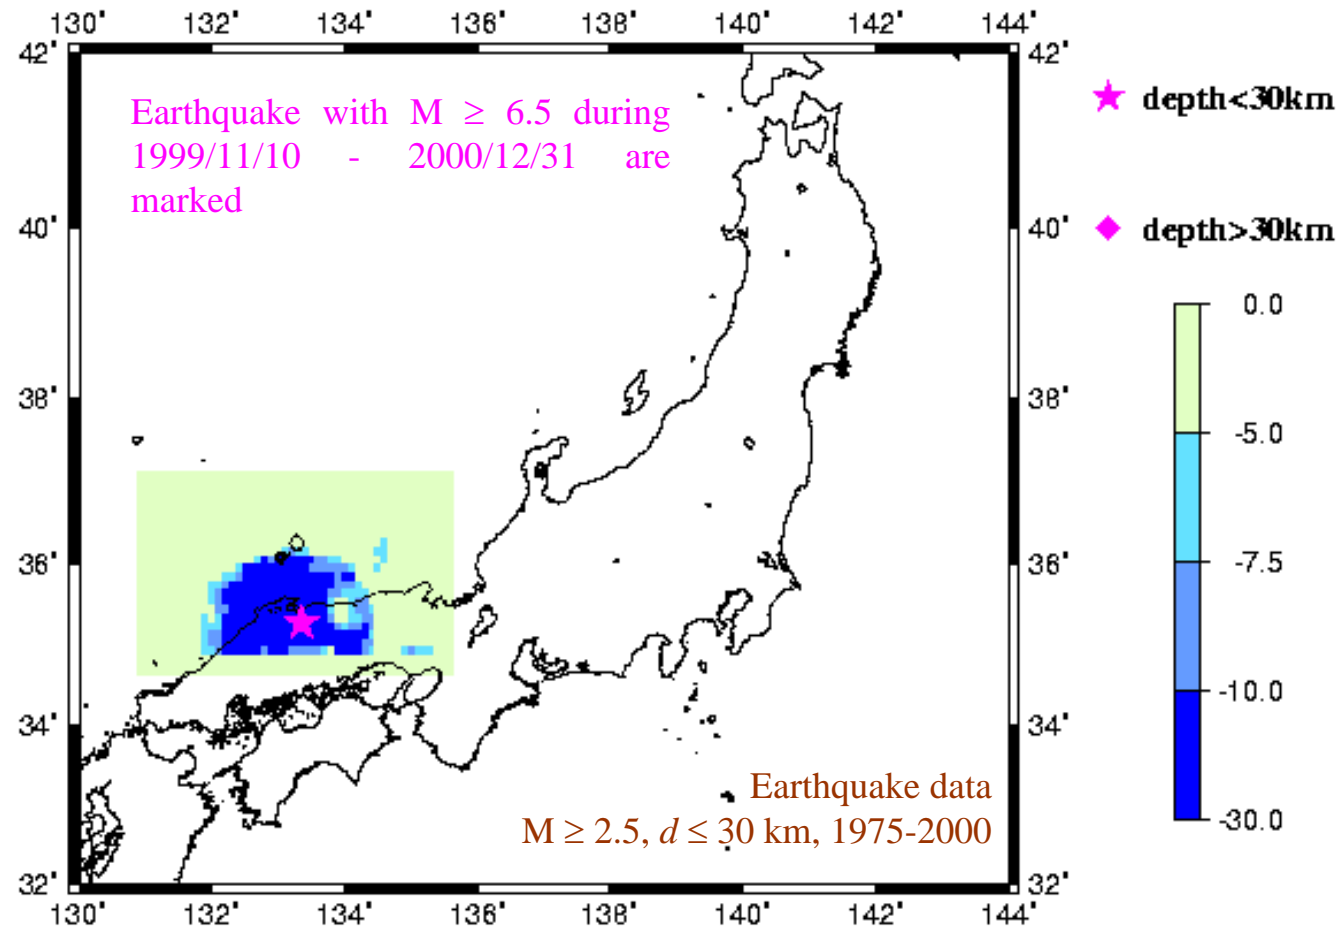 130° 132° 134° 136° 138° 140° 142° 144°
42° 42°
Earthquake with M ≥ 6.5 during
1999/11/10 - 2000/12/31 are
marked
depth<30km
40° 40°
depth>30km
0.0
38° 38°
-5.0
36° 36°
-7.5
-10.0
34° 34°
Earthquake data
M ≥ 2.5, d ≤ 30 km, 1975-2000
-30.0
32° 32°
130° 132° 134° 136° 138° 140° 142° 144°